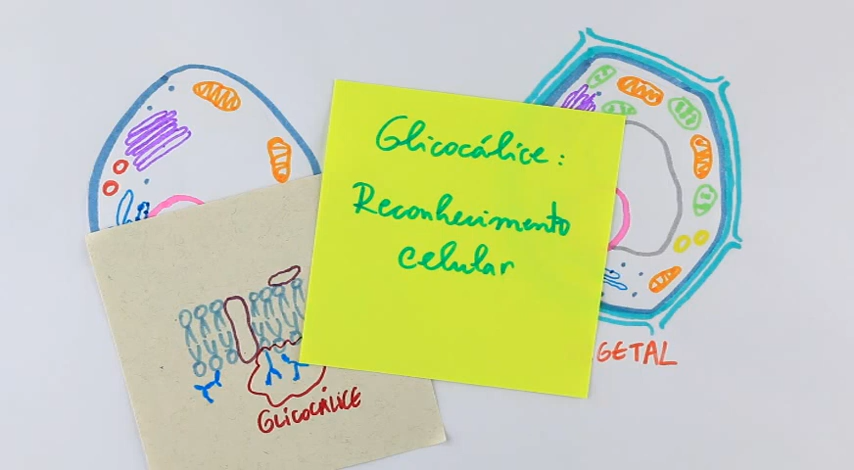 Glicocálice:
Reconhecimento
celular
GETAL
GLICOCÁLICE